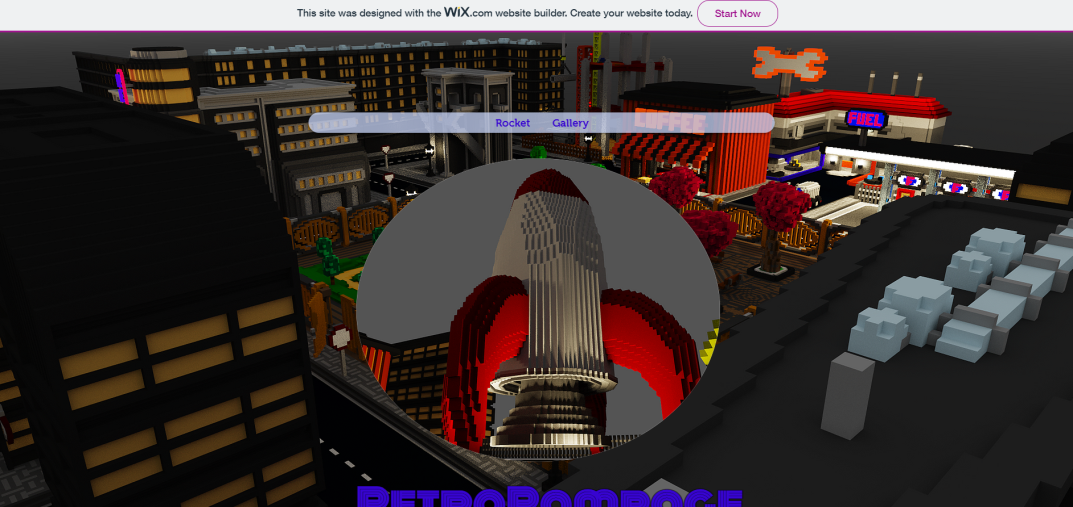 This site was designed with the WiX.com website builder. Create your website today.
Start Now
Rocket
Gallery
COFFEE
FUEL
RETROROMPAGE